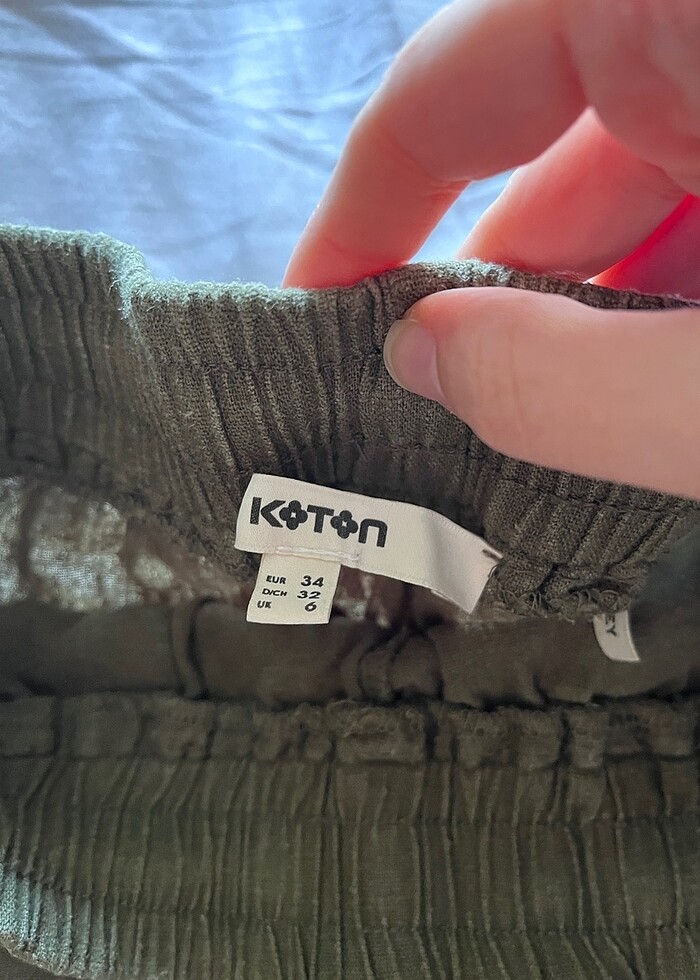 KOTON
EUR 34
D/CH 32
UK 6